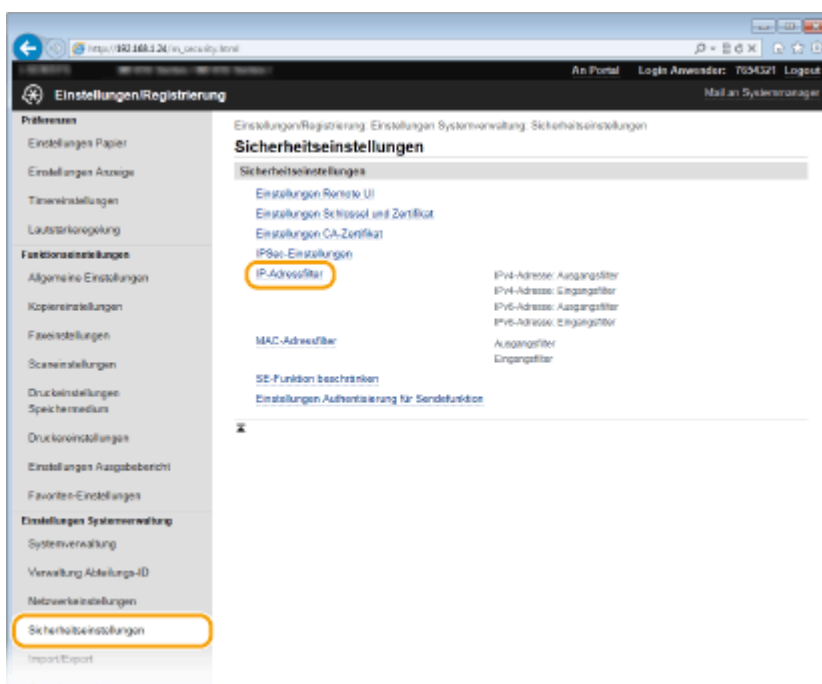 http://192.168.1.24/m_security.html
An Portal Login Anwender: 7654321 Logout
Einstellungen/Registrierung
Mail an Systemmanager
Präferenzen
Einstellungen Papier
Einstellungen Anzeige
Timereinstellungen
Lautstärkeregelung
Funktionseinstellungen
Allgemeine Einstellungen
Kopiereinstellungen
Faxeinstellungen
Scaneinstellungen
Druckeinstellungen
Speichermedium
Druckereinstellungen
Einstellungen Ausgabebericht
Favoriten-Einstellungen
Einstellungen Systemverwaltung
Systemverwaltung
Verwaltung Abteilungs-ID
Netzwerkeinstellungen
Sicherheitseinstellungen
Import/Export
Einstellungen/Registrierung: Einstellungen Systemverwaltung: Sicherheitseinstellungen
Sicherheitseinstellungen
Sicherheitseinstellungen
Einstellungen Remote UI
Einstellungen Schlüssel und Zertifikat
Einstellungen CA-Zertifikat
IPSec-Einstellungen
IP-Adressfilter
IPv4-Adresse: Ausgangsfilter
IPv4-Adresse: Eingangsfilter
IPv6-Adresse: Ausgangsfilter
IPv6-Adresse: Eingangsfilter
MAC-Adressfilter
Ausgangsfilter
Eingangsfilter
SE-Funktion beschränken
Einstellungen Authentisierung für Sendefunktion